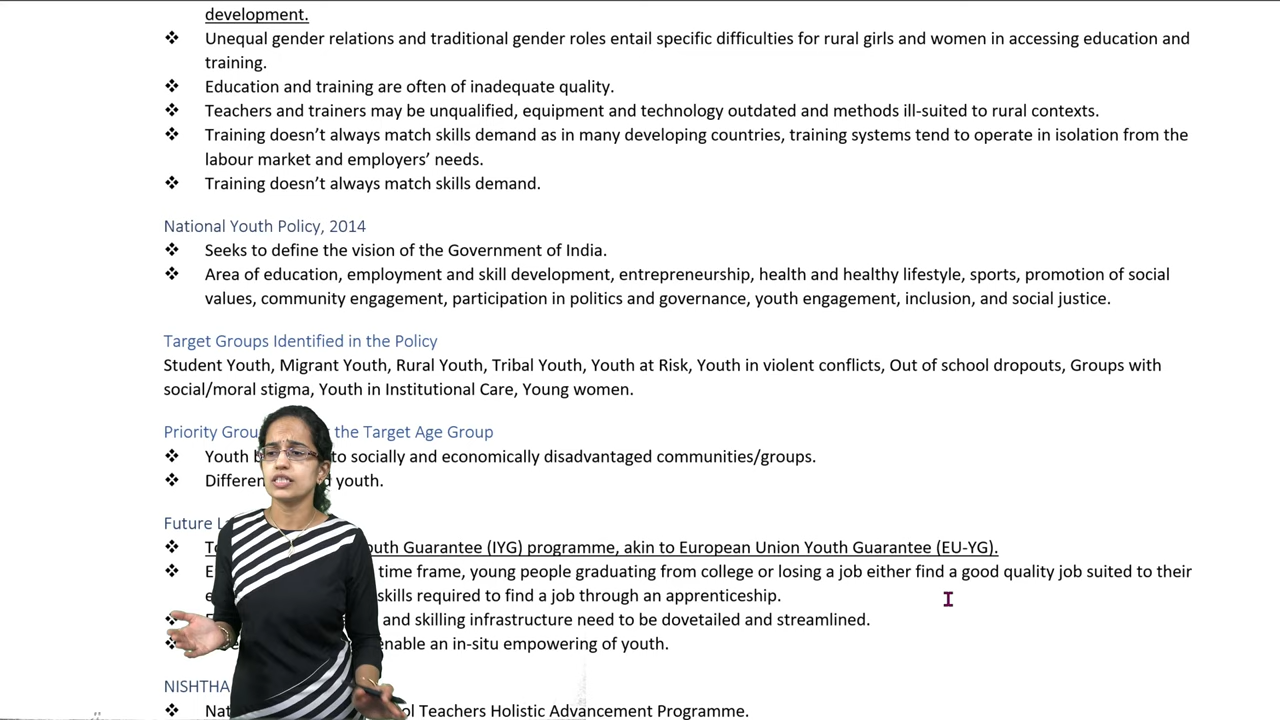 development.
❖ Unequal gender relations and traditional gender roles entail specific difficulties for rural girls and women in accessing education and
training.
❖ Education and training are often of inadequate quality.
❖ Teachers and trainers may be unqualified, equipment and technology outdated and methods ill-suited to rural contexts.
❖ Training doesn’t always match skills demand as in many developing countries, training systems tend to operate in isolation from the
labour market and employers’ needs.
❖ Training doesn’t always match skills demand.
National Youth Policy, 2014
❖ Seeks to define the vision of the Government of India.
❖ Area of education, employment and skill development, entrepreneurship, health and healthy lifestyle, sports, promotion of social
values, community engagement, participation in politics and governance, youth engagement, inclusion, and social justice.
Target Groups Identified in the Policy
Student Youth, Migrant Youth, Rural Youth, Tribal Youth, Youth at Risk, Youth in violent conflicts, Out of school dropouts, Groups with
social/moral stigma, Youth in Institutional Care, Young women.
Priority the Target Age Group
❖ Youth to socially and economically disadvantaged communities/groups.
❖ youth.
Future
❖ Guarantee (IYG) programme, akin to European Union Youth Guarantee (EU-YG).
❖ time frame, young people graduating from college or losing a job either find a good quality job suited to their
skills required to find a job through an apprenticeship.
and skilling infrastructure need to be dovetailed and streamlined.
enable an in-situ empowering of youth.
NISHTHA
❖ Teachers Holistic Advancement Programme.